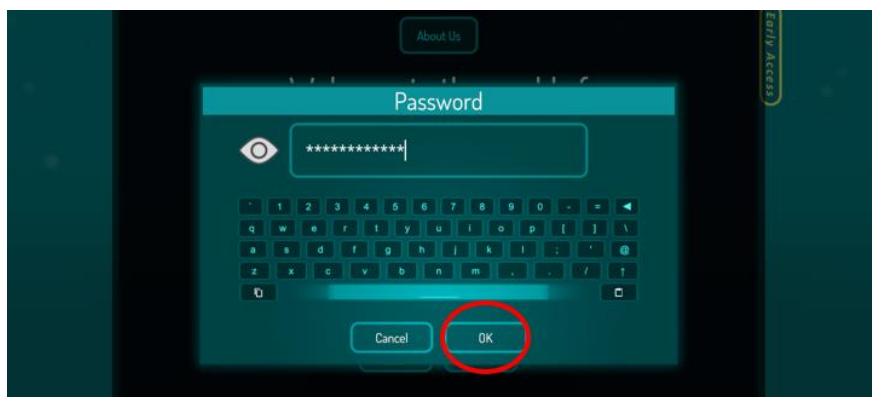 About Us
Early Access
Password
************
` 1 2 3 4 5 6 7 8 9 0 - = ◄
q w e r t y u i o p [ ] \
a s d f g h j k l ; ' @
z x c v b n m , . / ↑
Cancel OK